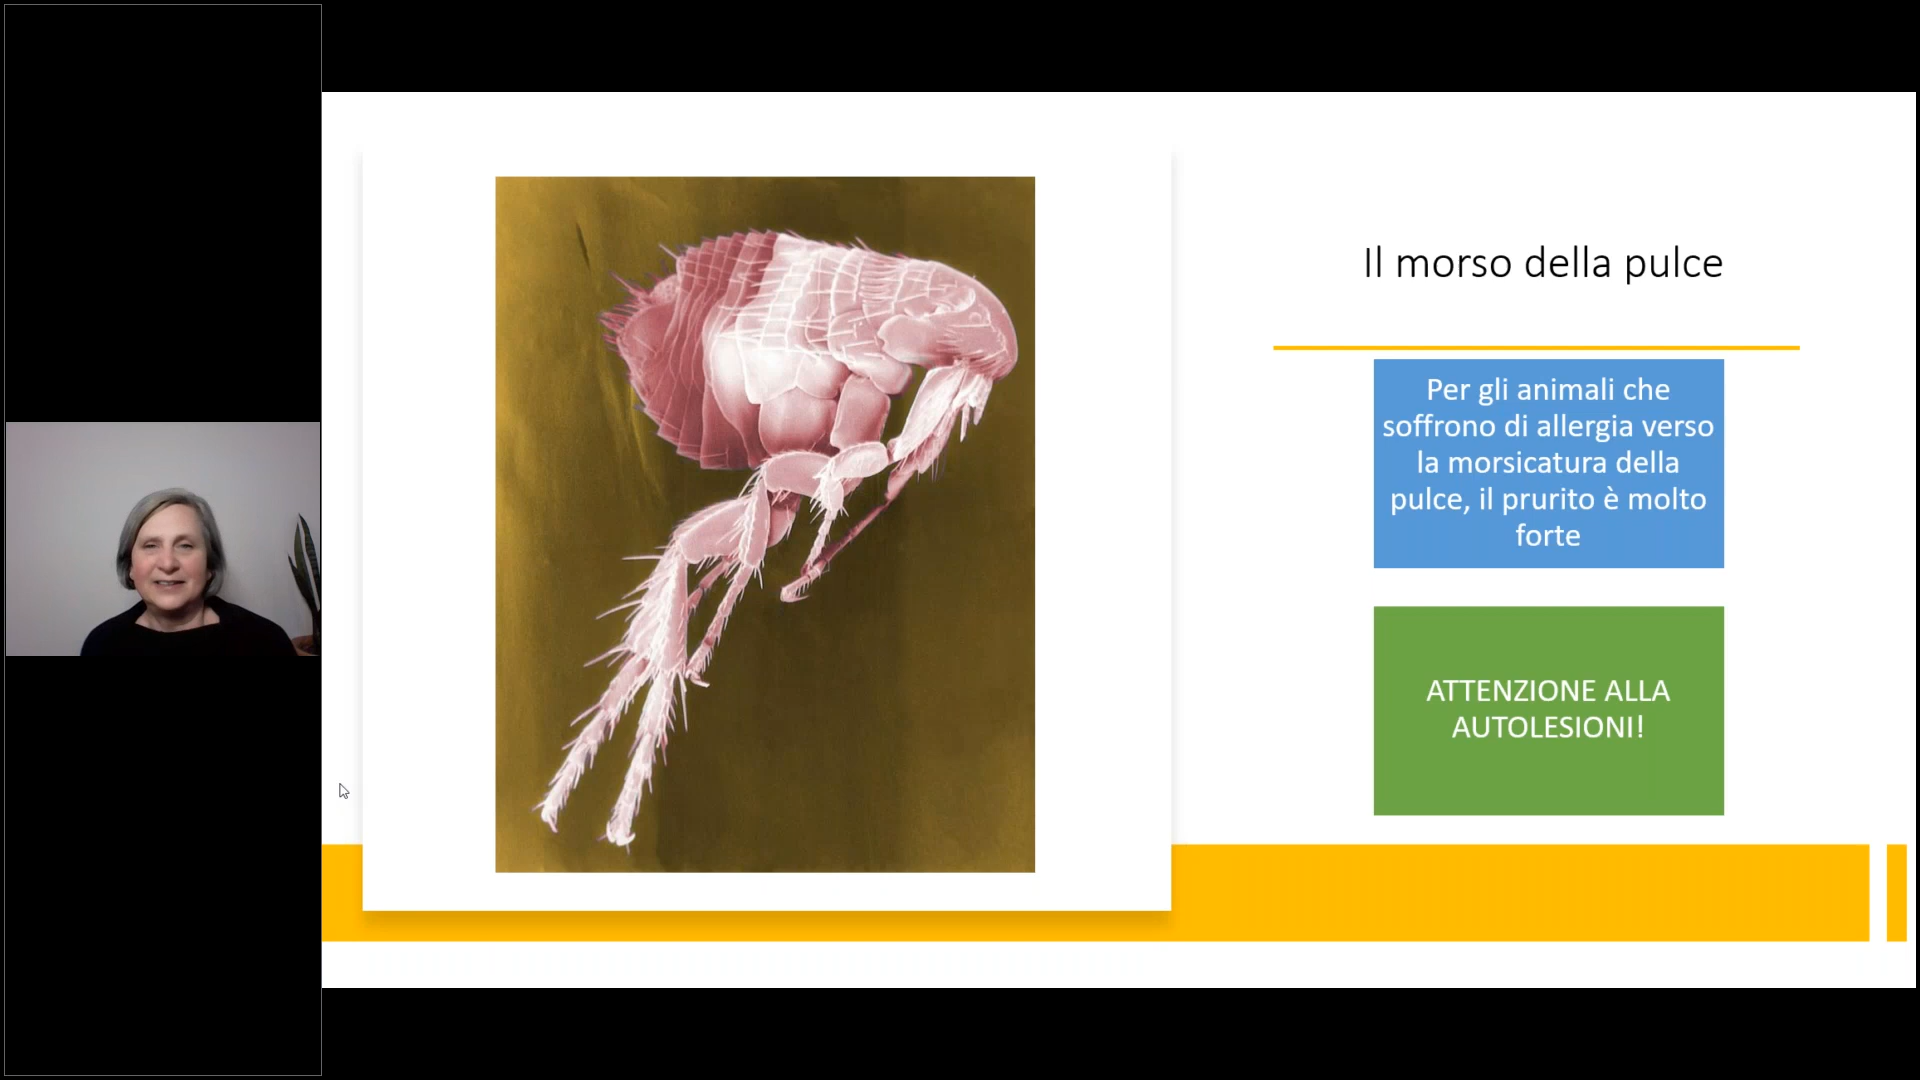 Il morso della pulce
Per gli animali che
soffrono di allergia verso
la morsicatura della
pulce, il prurito è molto
forte
ATTENZIONE ALLA
AUTOLESIONI!